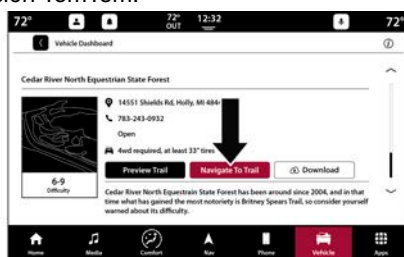 72°
72°
OUT
12:32
72°
Vehicle Dashboard
Cedar River North Equestrian State Forest
14551 Shields Rd, Holly, MI 484
783-243-0932
Open
4wd required, at least 33" tires
Preview Trail
Navigate To Trail
Download
6-9
Difficulty
Cedar River North Equestrain State Forest has been around since 2004, and in that
time what has gained the most notoriety is Britney Spears Trail, so consider yourself
warned about its difficulty.
Home
Media
Comfort
Nav
Phone
Vehicle
Apps